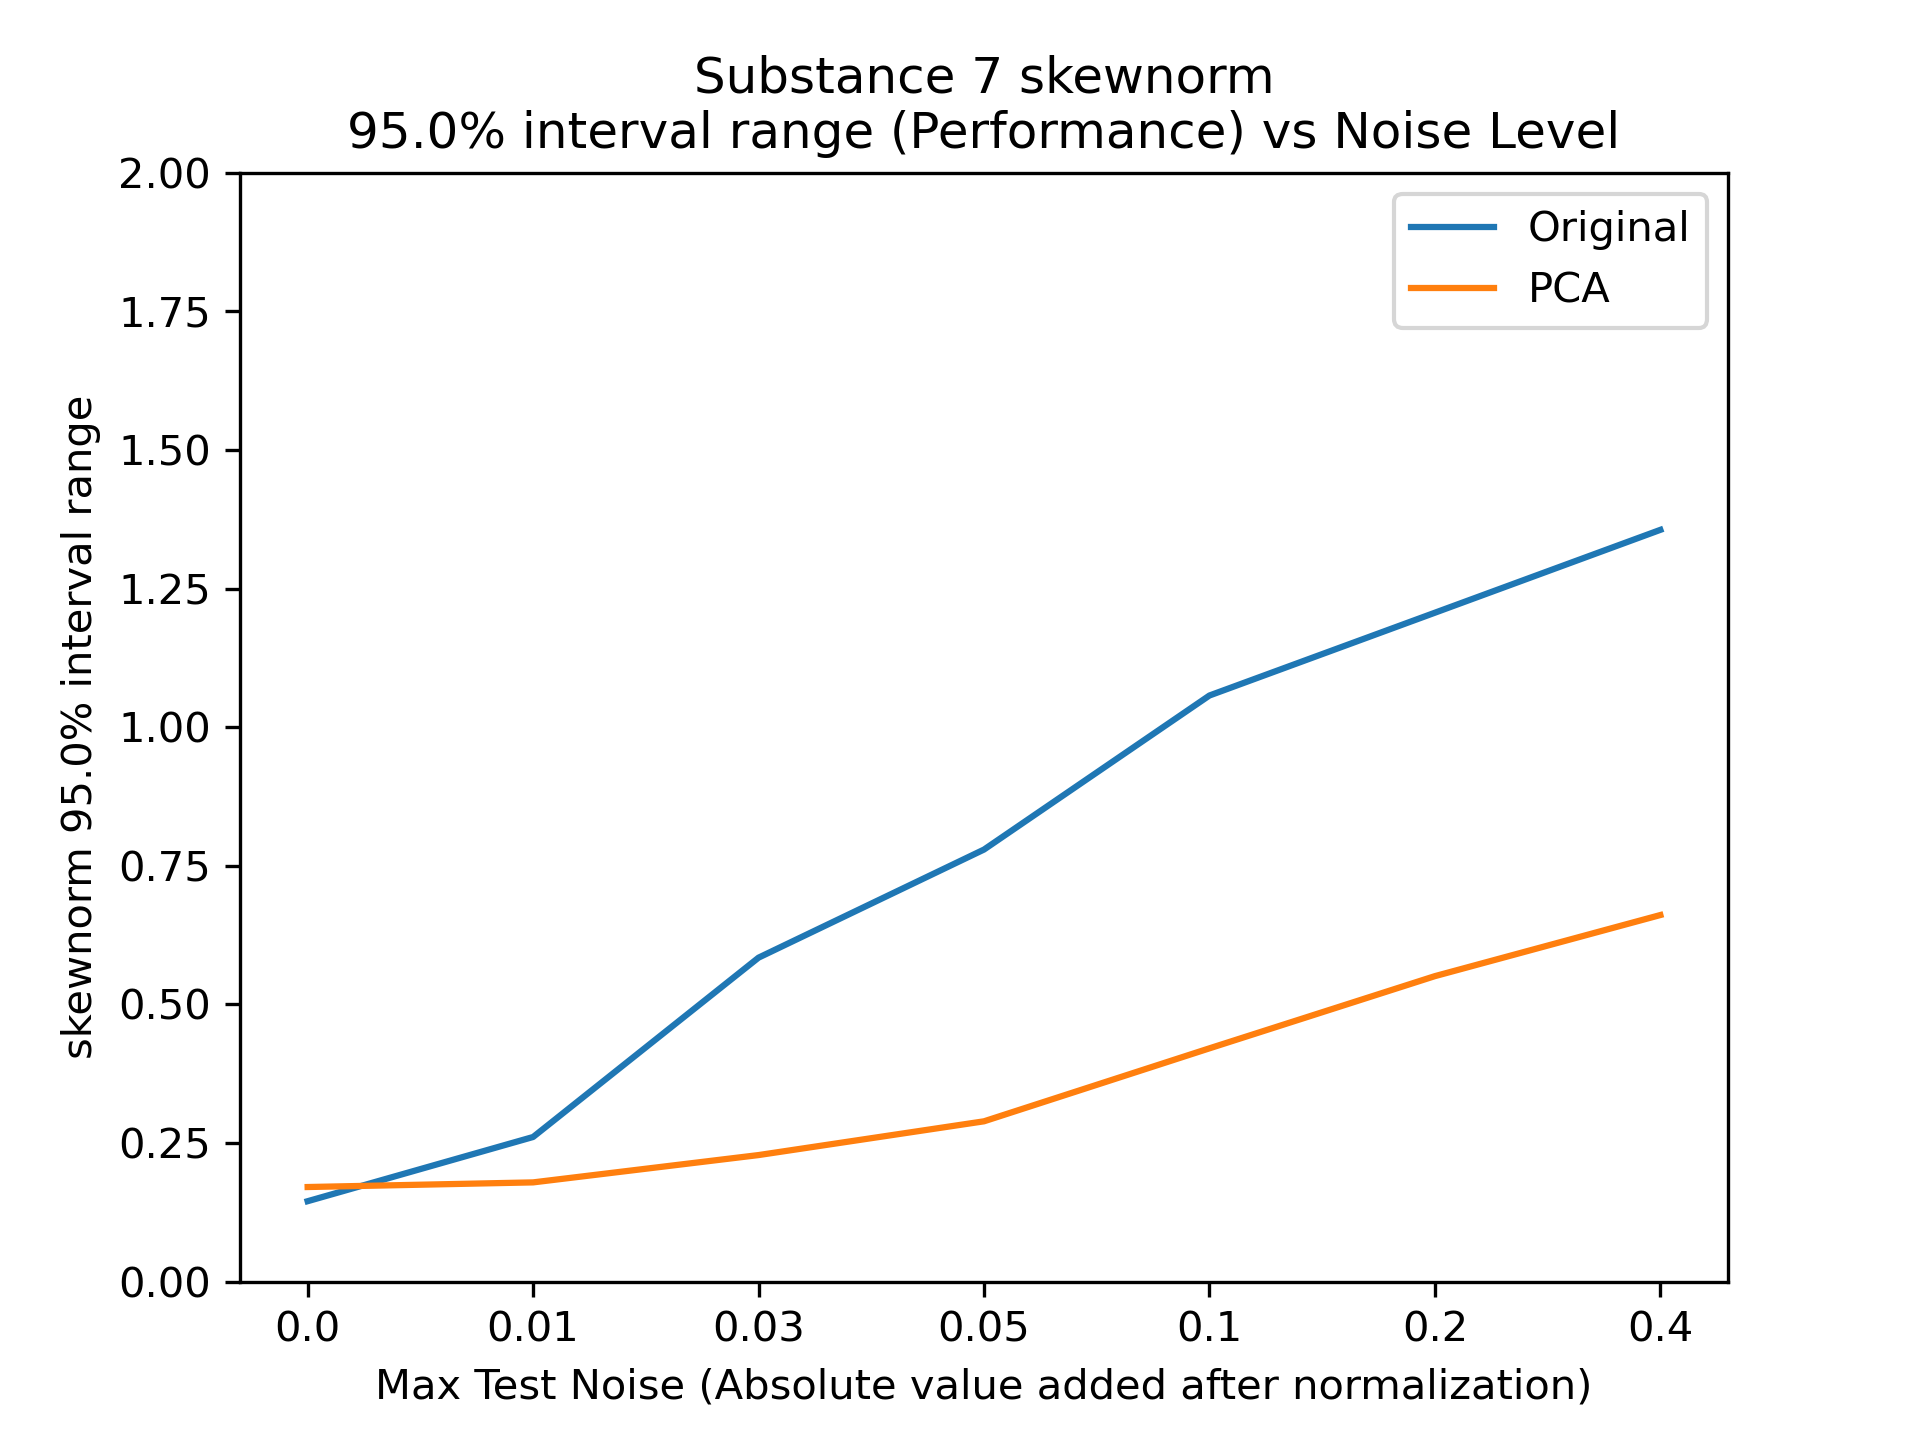 Substance 7 skewnorm
95.0% interval range (Performance) vs Noise Level
2.00
1.75
1.50
1.25
1.00
0.75
0.50
0.25
0.00
skewnorm 95.0% interval range
Original
PCA
0.0 0.01 0.03 0.05 0.1 0.2 0.4
Max Test Noise (Absolute value added after normalization)